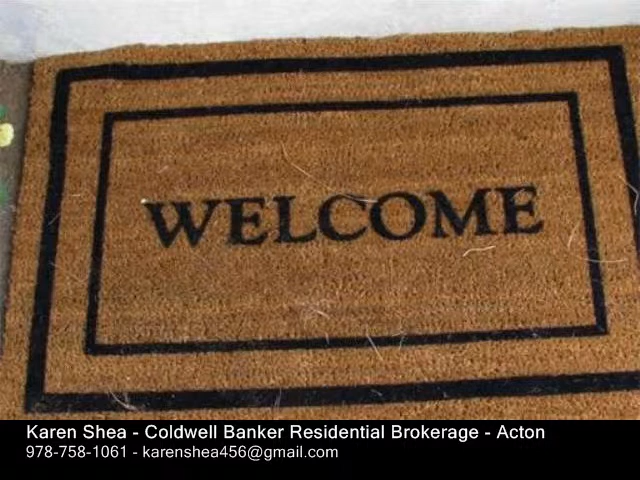 WELCOME
Karen Shea - Coldwell Banker Residential Brokerage - Acton
978-758-1061 - karenshea456@gmail.com